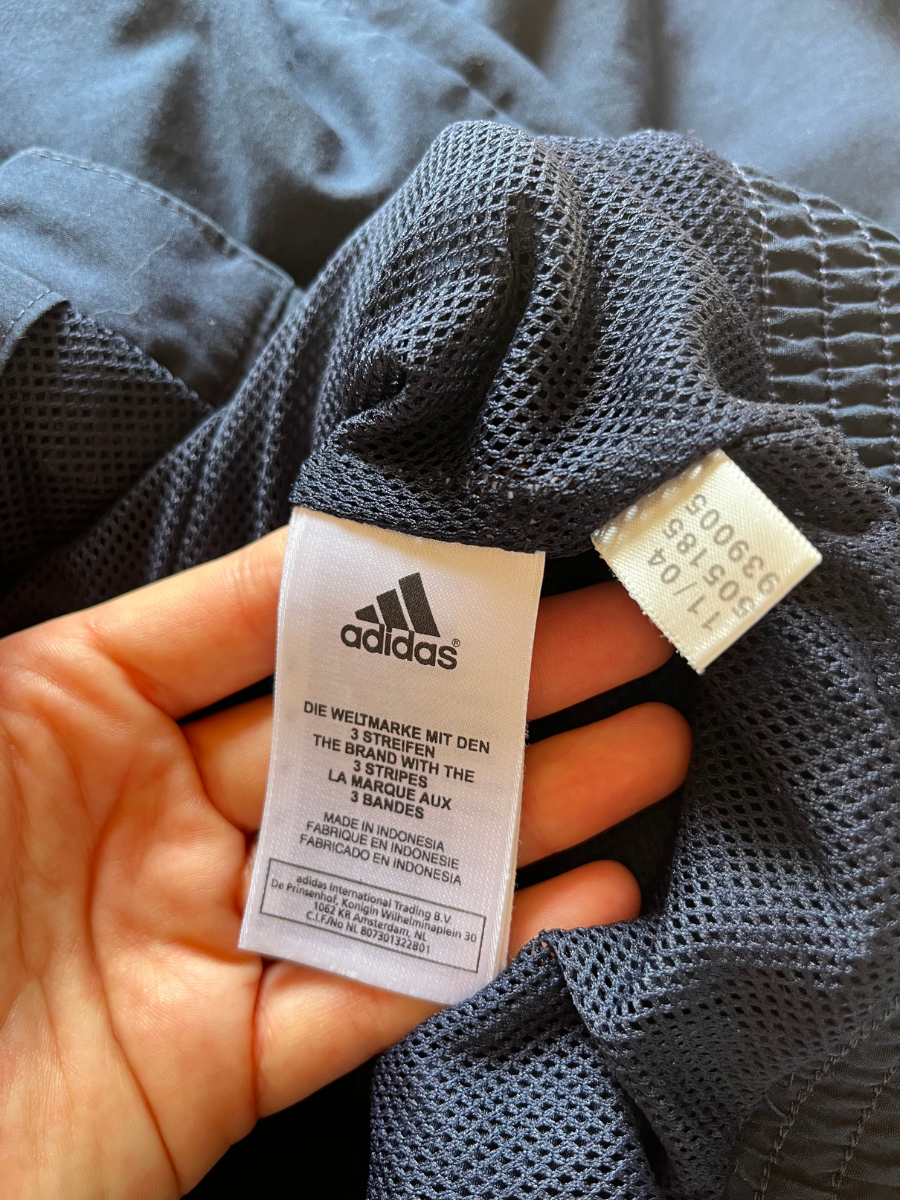 adidas®
DIE WELTMARKE MIT DEN
3 STREIFEN
THE BRAND WITH THE
3 STRIPES
LA MARQUE AUX
3 BANDES
MADE IN INDONESIA
FABRIQUE EN INDONESIE
FABRICADO EN INDONESIA
adidas International Trading B.V.
De Prinsenhof, Konigin Wilhelminaplein 30
1062 KR Amsterdam, NL
C.I.F/No NL 807301322B01
11/04
505185
939005